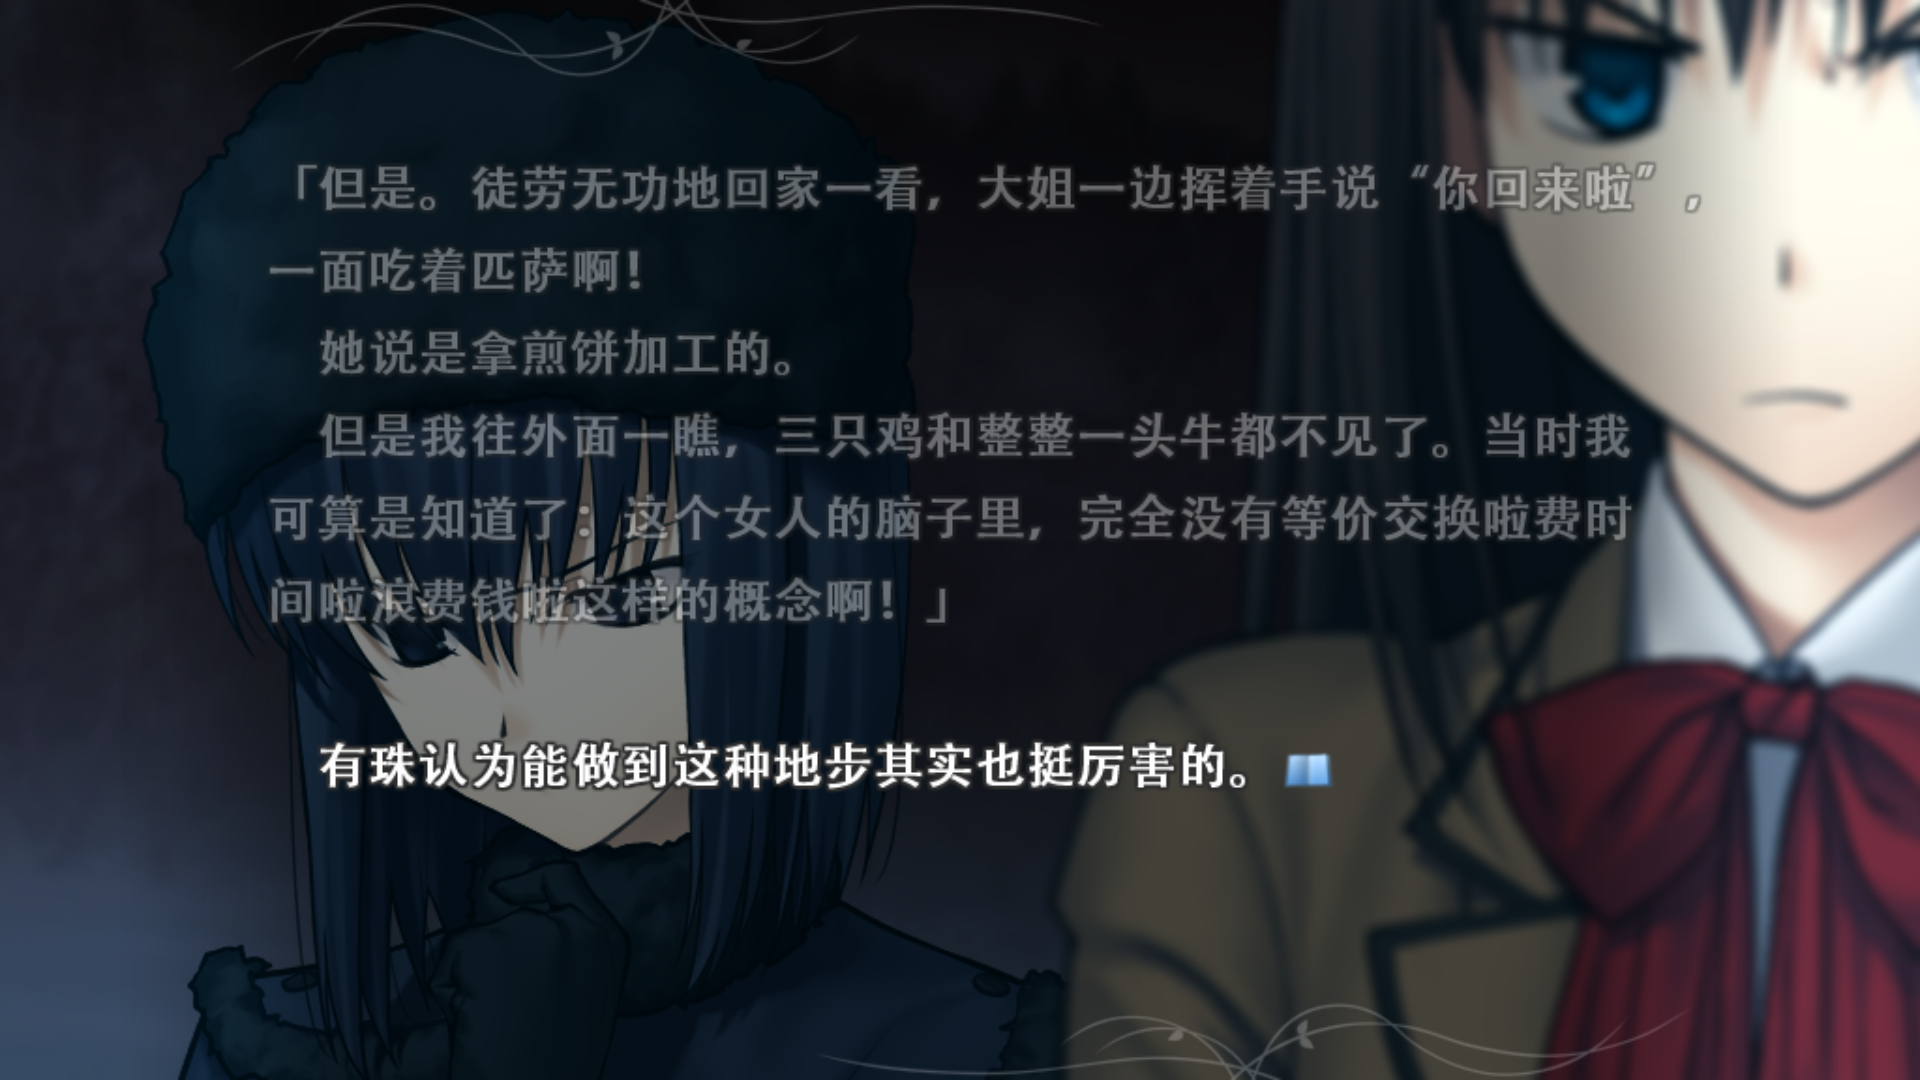 「但是。徒劳无功地回家一看，大姐一边挥着手说“你回来啦”，
一面吃着匹萨啊！
她说是拿煎饼加工的。
但是我往外面一瞧，三只鸡和整整一头牛都不见了。当时我
可算是知道了：这个女人的脑子里，完全没有等价交换啦费时
间啦浪费钱啦这样的概念啊！」
有珠认为能做到这种地步其实也挺厉害的。